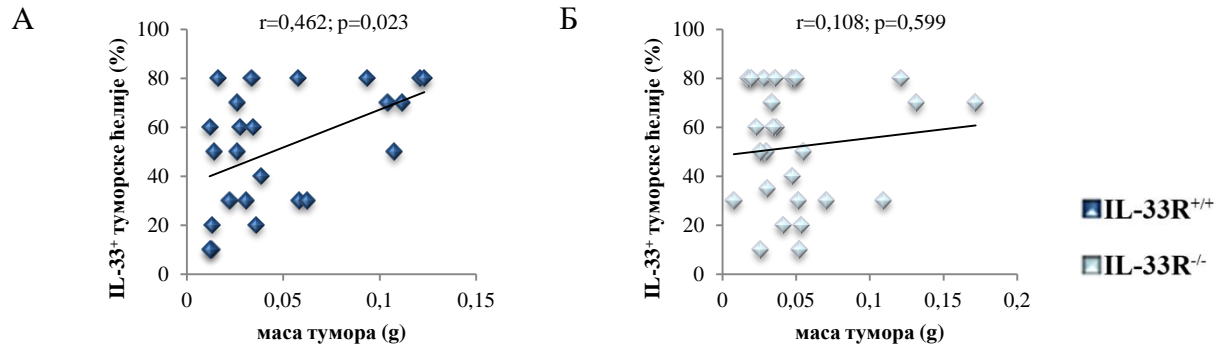 А
r=0,462; p=0,023
IL-33⁺ туморске ћелије (%)
100
80
60
40
20
0
0
0,05
0,1
0,15
маса тумора (g)
Б
r=0,108; p=0,599
IL-33⁺ туморске ћелије (%)
100
80
60
40
20
0
0
0,05
0,1
0,15
0,2
маса тумора (g)
IL-33R⁺/⁺
IL-33R⁻/⁻